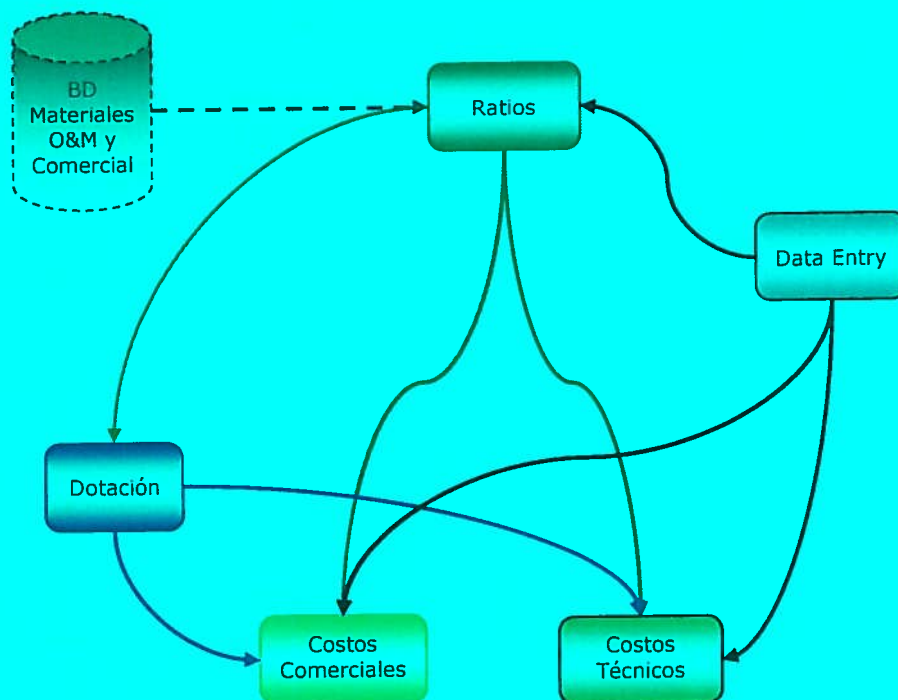 BD
Materiales
O&M y
Comercial
Ratios
Data Entry
Dotación
Costos
Comerciales
Costos
Técnicos